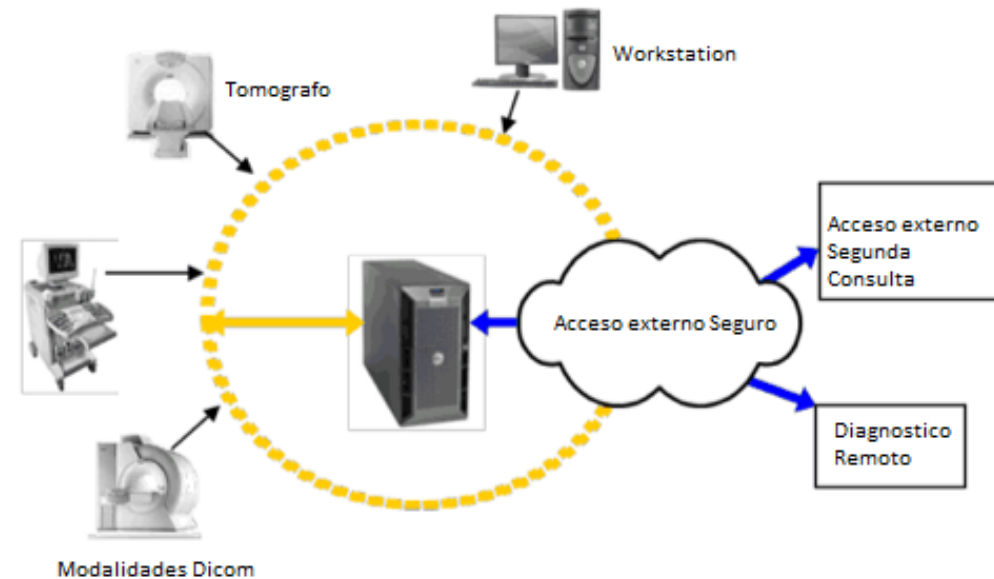 Workstation
Tomografo
Acceso externo
Segunda
Consulta
Acceso externo Seguro
Diagnostico
Remoto
Modalidades Dicom